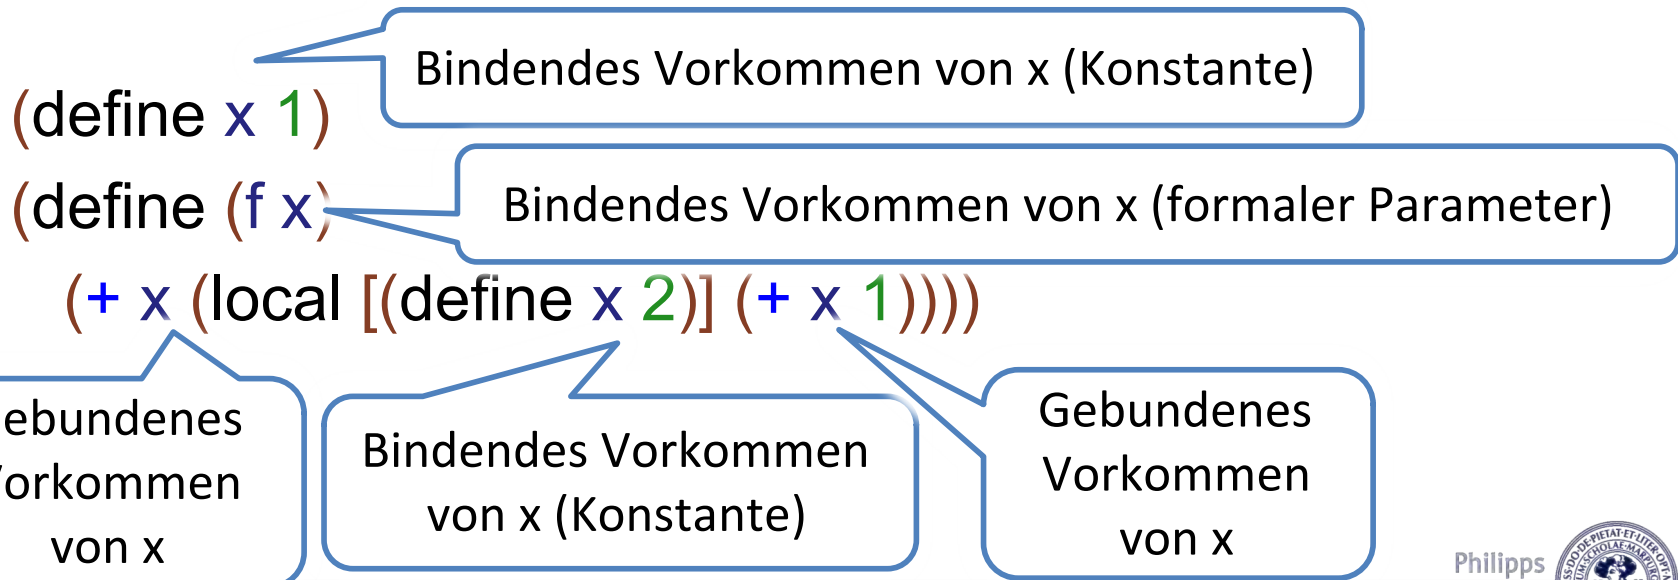 Bindendes Vorkommen von x (Konstante)
(define x 1)
Bindendes Vorkommen von x (formaler Parameter)
(define (f x)
(+ x (local [(define x 2)] (+ x 1))))
ebundenes
Vorkommen
von x
Bindendes Vorkommen
von x (Konstante)
Gebundenes
Vorkommen
von x
Philipps